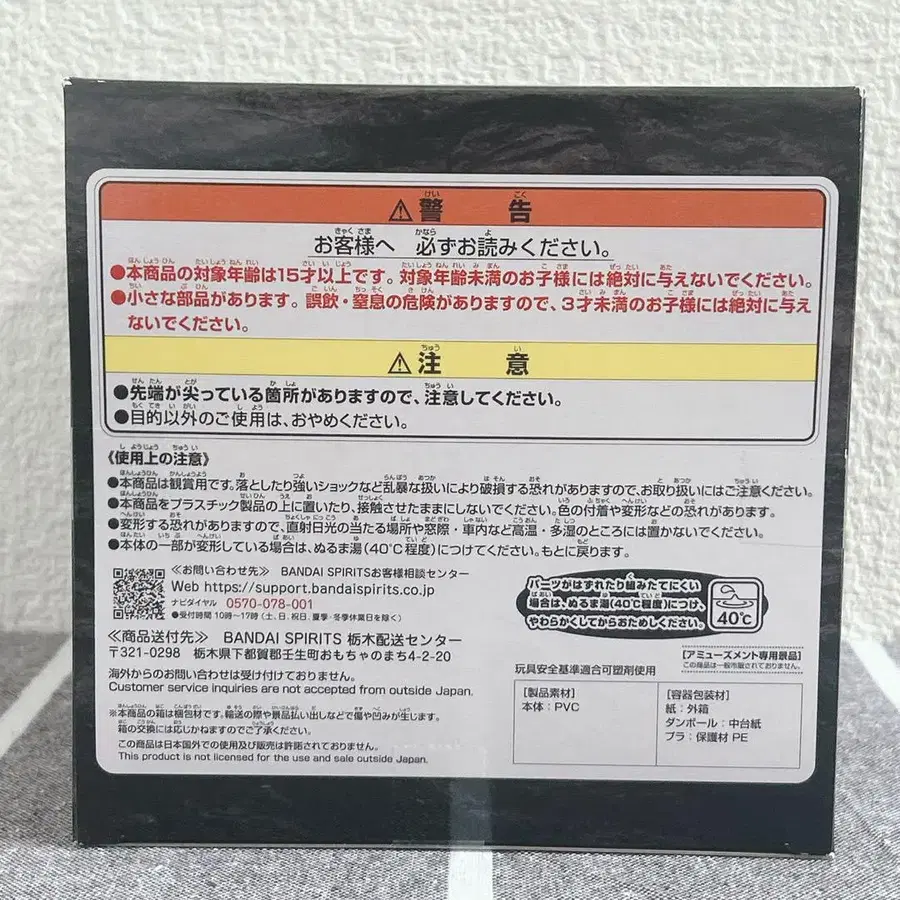 ⚠警告
お客様へ 必ずお読みください。
●本商品の対象年齢は15才以上です。対象年齢未満のお子様には絶対に与えないでください。
●小さな部品があります。誤飲・窒息の危険がありますので、3才未満のお子様には絶対に与え
ないでください。
⚠注意
●先端が尖っている箇所がありますので、注意してください。
●目的以外のご使用は、おやめください。
《使用上の注意》
●本商品は観賞用です。落としたり強いショックなど乱暴な扱いにより破損する恐れがありますので、お取り扱いにはご注意ください。
●本商品をプラスチック製品の上に置いたり、接触させたままにしないでください。色の付着や変形などの恐れがあります。
●変形する恐れがありますので、直射日光の当たる場所や窓際・車内など高温・多湿のところには置かないでください。
●本体の一部が変形している場合は、ぬるま湯(40℃程度)につけてください。もとに戻ります。
≪お問い合わせ先≫ BANDAI SPIRITSお客様相談センター
Web https://support.bandaispirits.co.jp
ナビダイヤル 0570-078-001
●受付時間 10時~17時(土、日、祝日、夏季・冬季休業日を除く)
≪商品送付先≫ BANDAI SPIRITS 栃木配送センター
〒321-0298 栃木県下都賀郡壬生町おもちゃのまち4-2-20
海外からのお問い合わせは受け付けておりません。
Customer service inquiries are not accepted from outside Japan.
※本商品の箱は梱包材です。輸送の際や景品払い出しなどで傷や凹みが生じます。
箱の交換には応じかねますのでご了承ください。
この商品は日本国外での使用及び販売は許諾されておりません。
This product is not licensed for the use and sale outside Japan.
パーツがはずれたり組みたてにくい
場合は、ぬるま湯(40℃程度)につけ、
やわらかくしてからおためしください。
40℃
【アミューズメント専用景品】
この商品は一般市販されておりません。
玩具安全基準適合可塑剤使用
[製品素材]
本体:PVC
[容器包装材]
紙:外箱
ダンボール:中台紙
プラ:保護材 PE